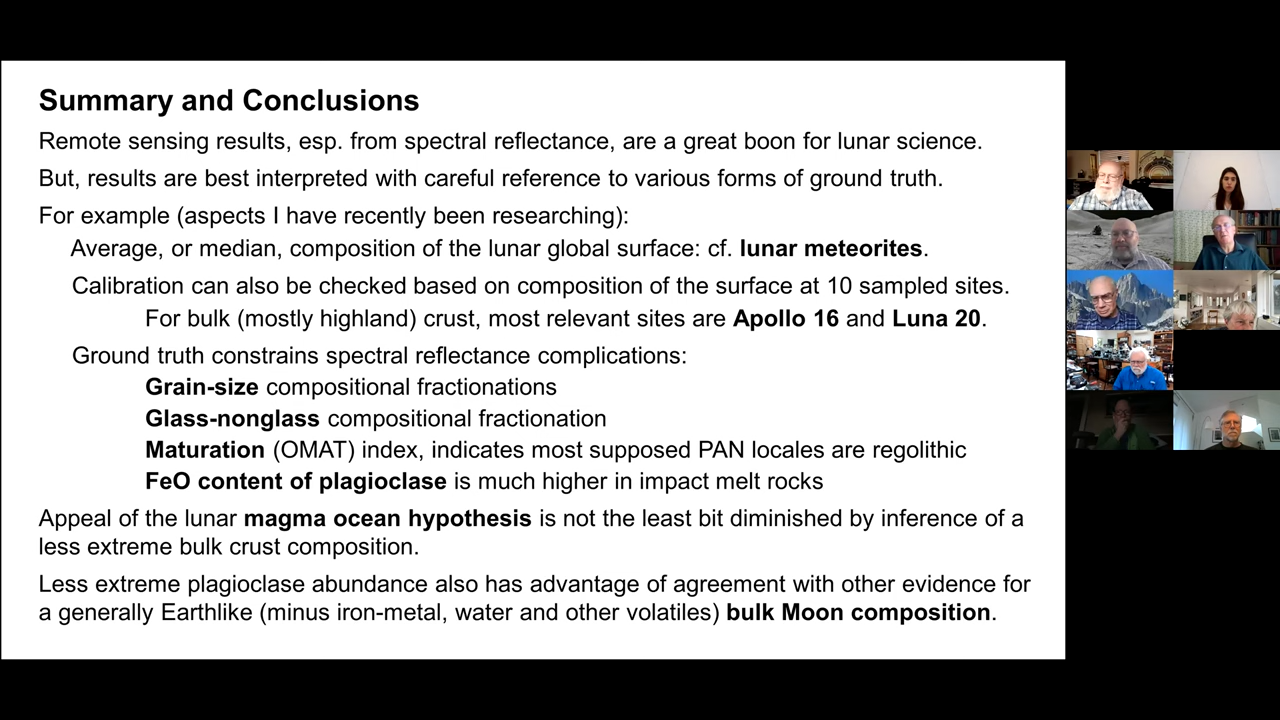 Summary and Conclusions
Remote sensing results, esp. from spectral reflectance, are a great boon for lunar science.
But, results are best interpreted with careful reference to various forms of ground truth.
For example (aspects I have recently been researching):
Average, or median, composition of the lunar global surface: cf. lunar meteorites.
Calibration can also be checked based on composition of the surface at 10 sampled sites.
For bulk (mostly highland) crust, most relevant sites are Apollo 16 and Luna 20.
Ground truth constrains spectral reflectance complications:
Grain-size compositional fractionations
Glass-nonglass compositional fractionation
Maturation (OMAT) index, indicates most supposed PAN locales are regolithic
FeO content of plagioclase is much higher in impact melt rocks
Appeal of the lunar magma ocean hypothesis is not the least bit diminished by inference of a
less extreme bulk crust composition.
Less extreme plagioclase abundance also has advantage of agreement with other evidence for
a generally Earthlike (minus iron-metal, water and other volatiles) bulk Moon composition.